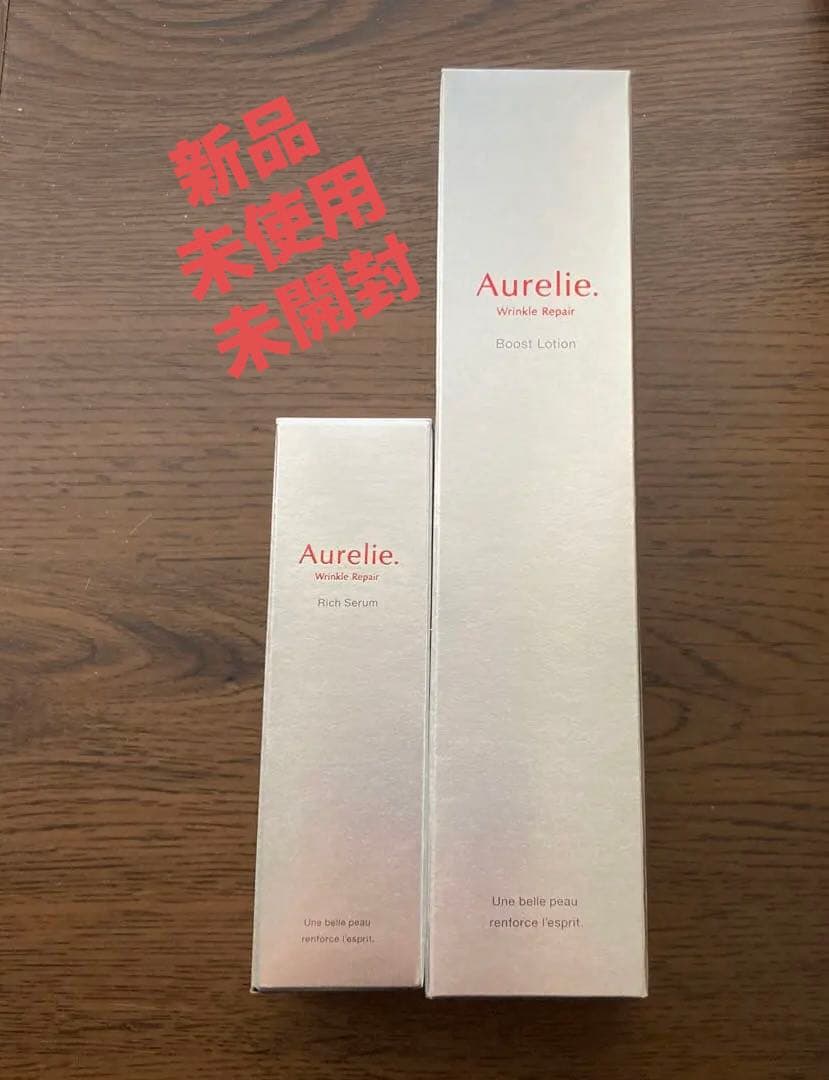 新品
未使用
未開封
Aurelie.
Wrinkle Repair
Boost Lotion
Une belle peau
renforce l'esprit.
Aurelie.
Wrinkle Repair
Rich Serum
Une belle peau
renforce l'esprit.